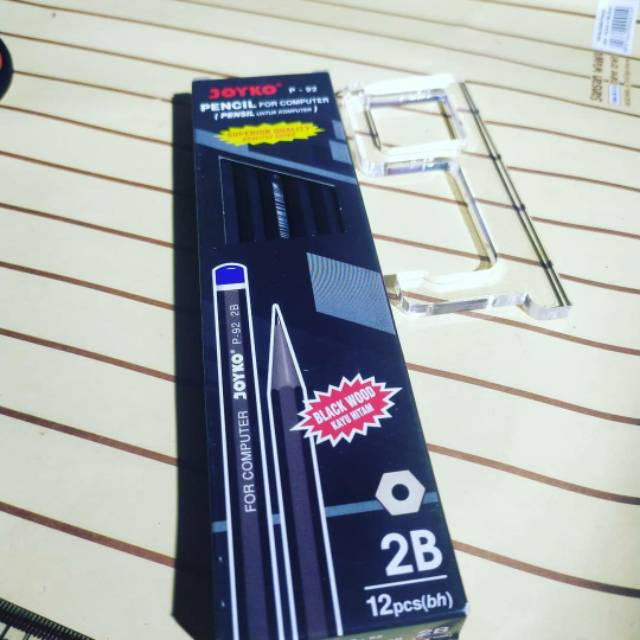 JOYKO® P-92
PENCIL FOR COMPUTER
( PENSIL UNTUK KOMPUTER )
SUPERIOR QUALITY
FOR COMPUTER JOYKO® P-92 2B
BLACK WOOD
KAYU HITAM
2B
12pcs(bh)